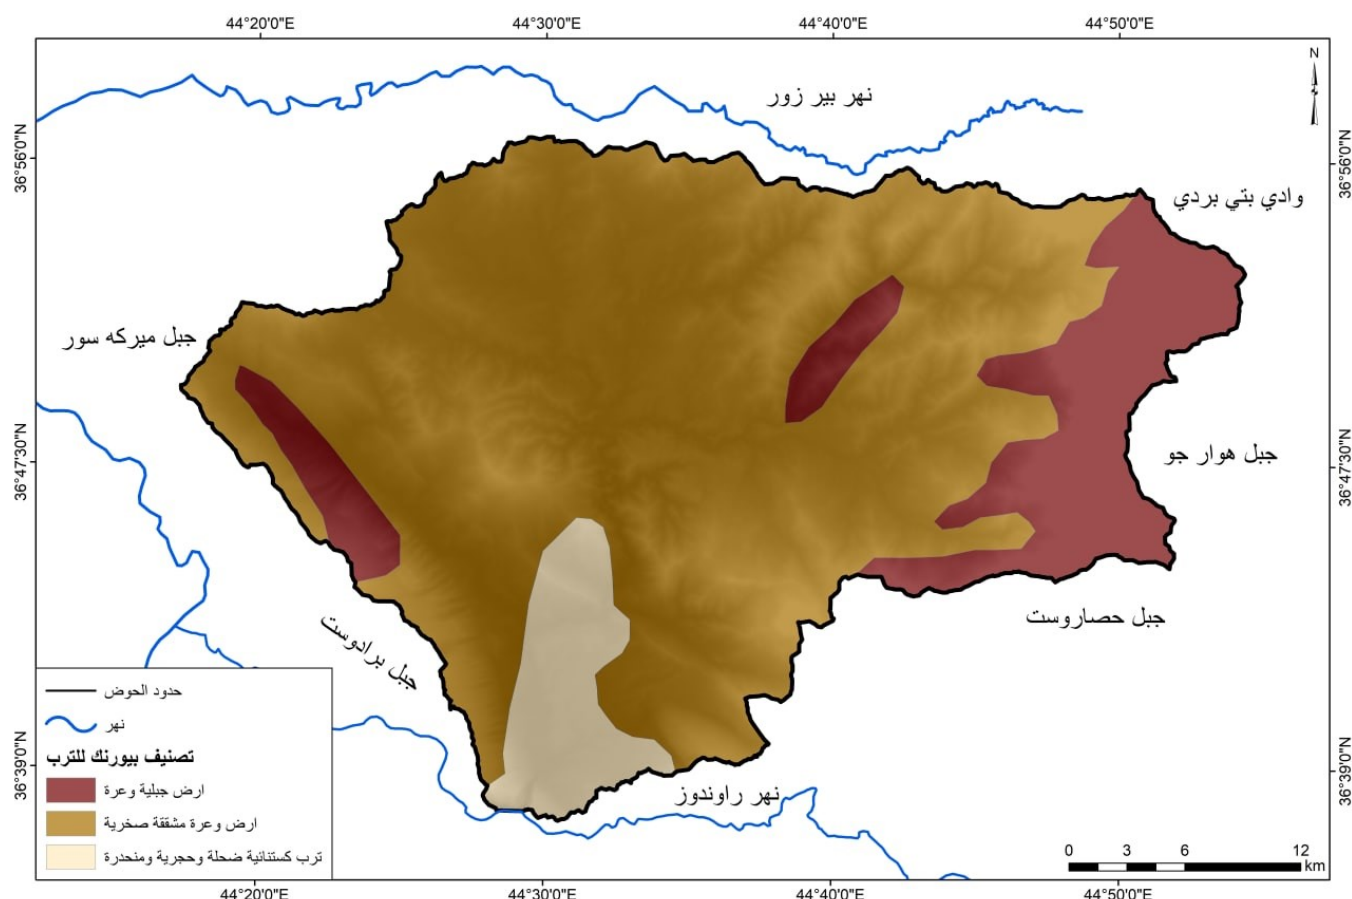 44°20'0"E 44°30'0"E 44°40'0"E 44°50'0"E
N
نهر بير زور
36°56'0"N
36°56'0"N
وادي بتي بردي
جبل ميركه سور
36°47'30"N
جبل هوار جو
36°47'30"N
جبل حصاروست
جبل برادوست
حدود الحوض
نهر
تصنيف بيورنك للترب
ارض جبلية وعرة
ارض وعرة مشققة صخرية
ترب كستنائية ضحلة وحجرية ومنحدرة
36°39'0"N
36°39'0"N
نهر راوندوز
0 3 6 12
km
44°20'0"E 44°30'0"E 44°40'0"E 44°50'0"E